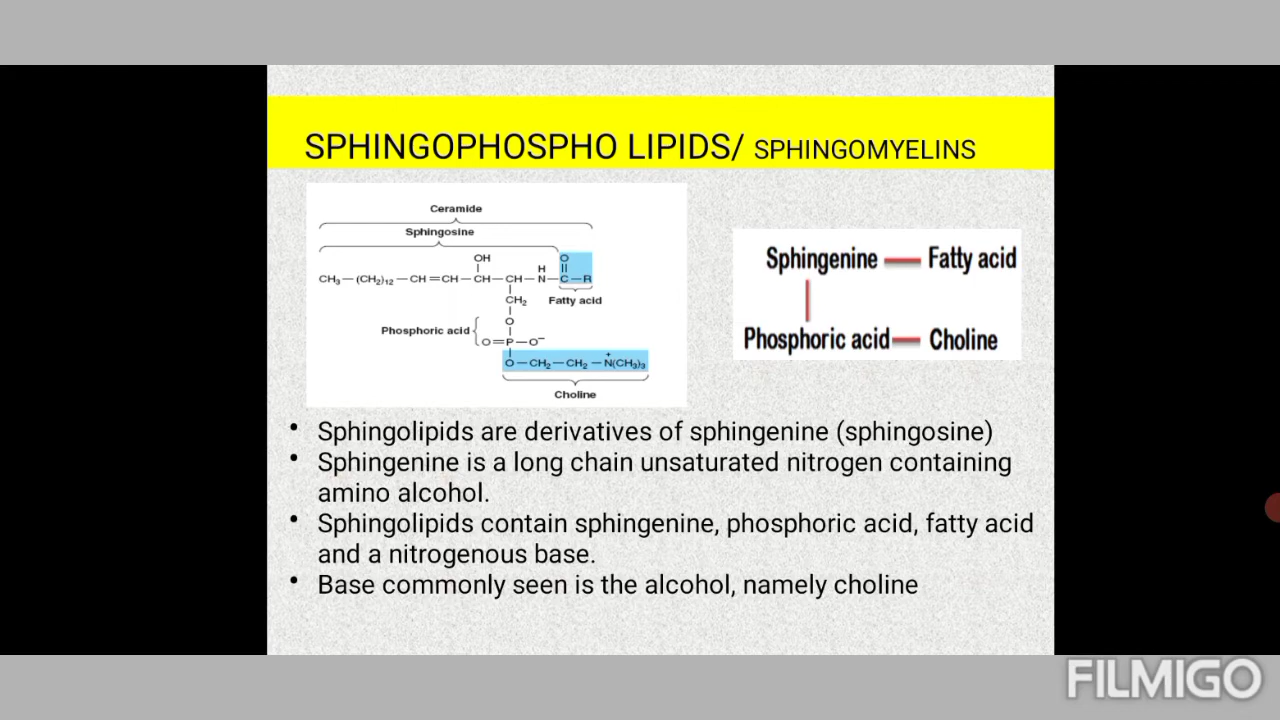 SPHINGOPHOSPHO LIPIDS/ SPHINGOMYELINS
Ceramide
Sphingosine
OH
H
O
CH₃—(CH₂)₁₂—CH=CH—CH—CH—N—C—R
CH₂
Fatty acid
O
Phosphoric acid
O=P—O⁻
O—CH₂—CH₂—N⁺(CH₃)₃
Choline
Sphingenine — Fatty acid
Phosphoric acid — Choline
• Sphingolipids are derivatives of sphingenine (sphingosine)
• Sphingenine is a long chain unsaturated nitrogen containing
amino alcohol.
• Sphingolipids contain sphingenine, phosphoric acid, fatty acid
and a nitrogenous base.
• Base commonly seen is the alcohol, namely choline
FILMIGO